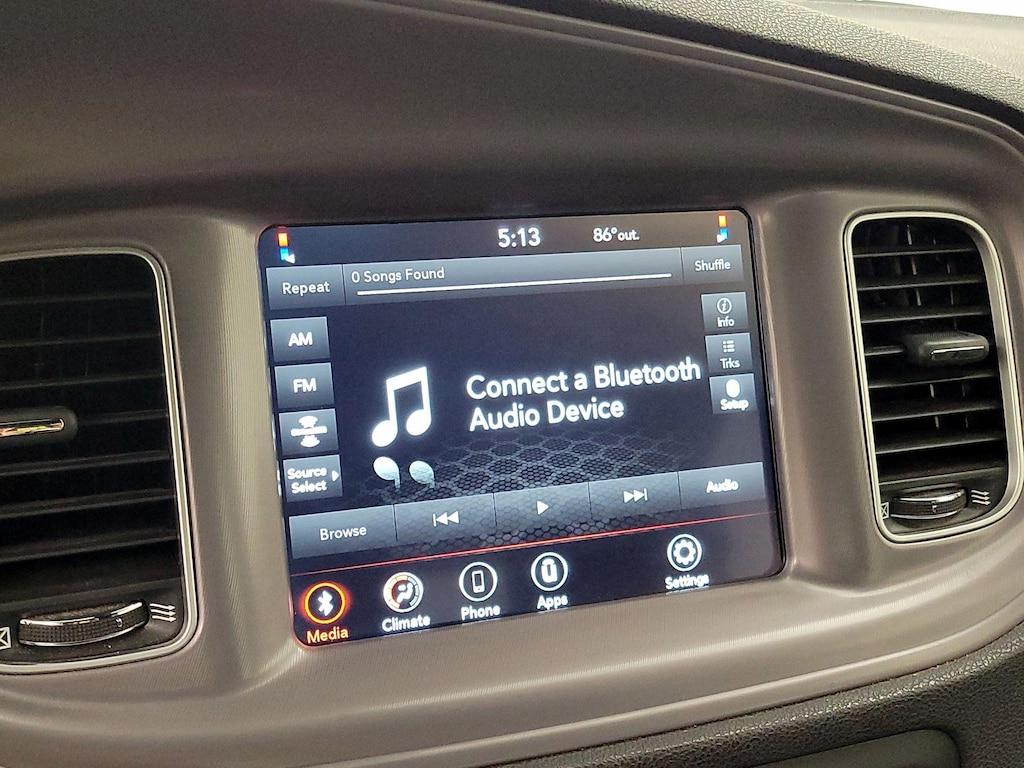 5:13 86°out.
Repeat 0 Songs Found Shuffle
AM
FM
Source
Select
Connect a Bluetooth
Audio Device
Info
Trks
Setup
Browse Audio
Media Climate Phone Apps Settings